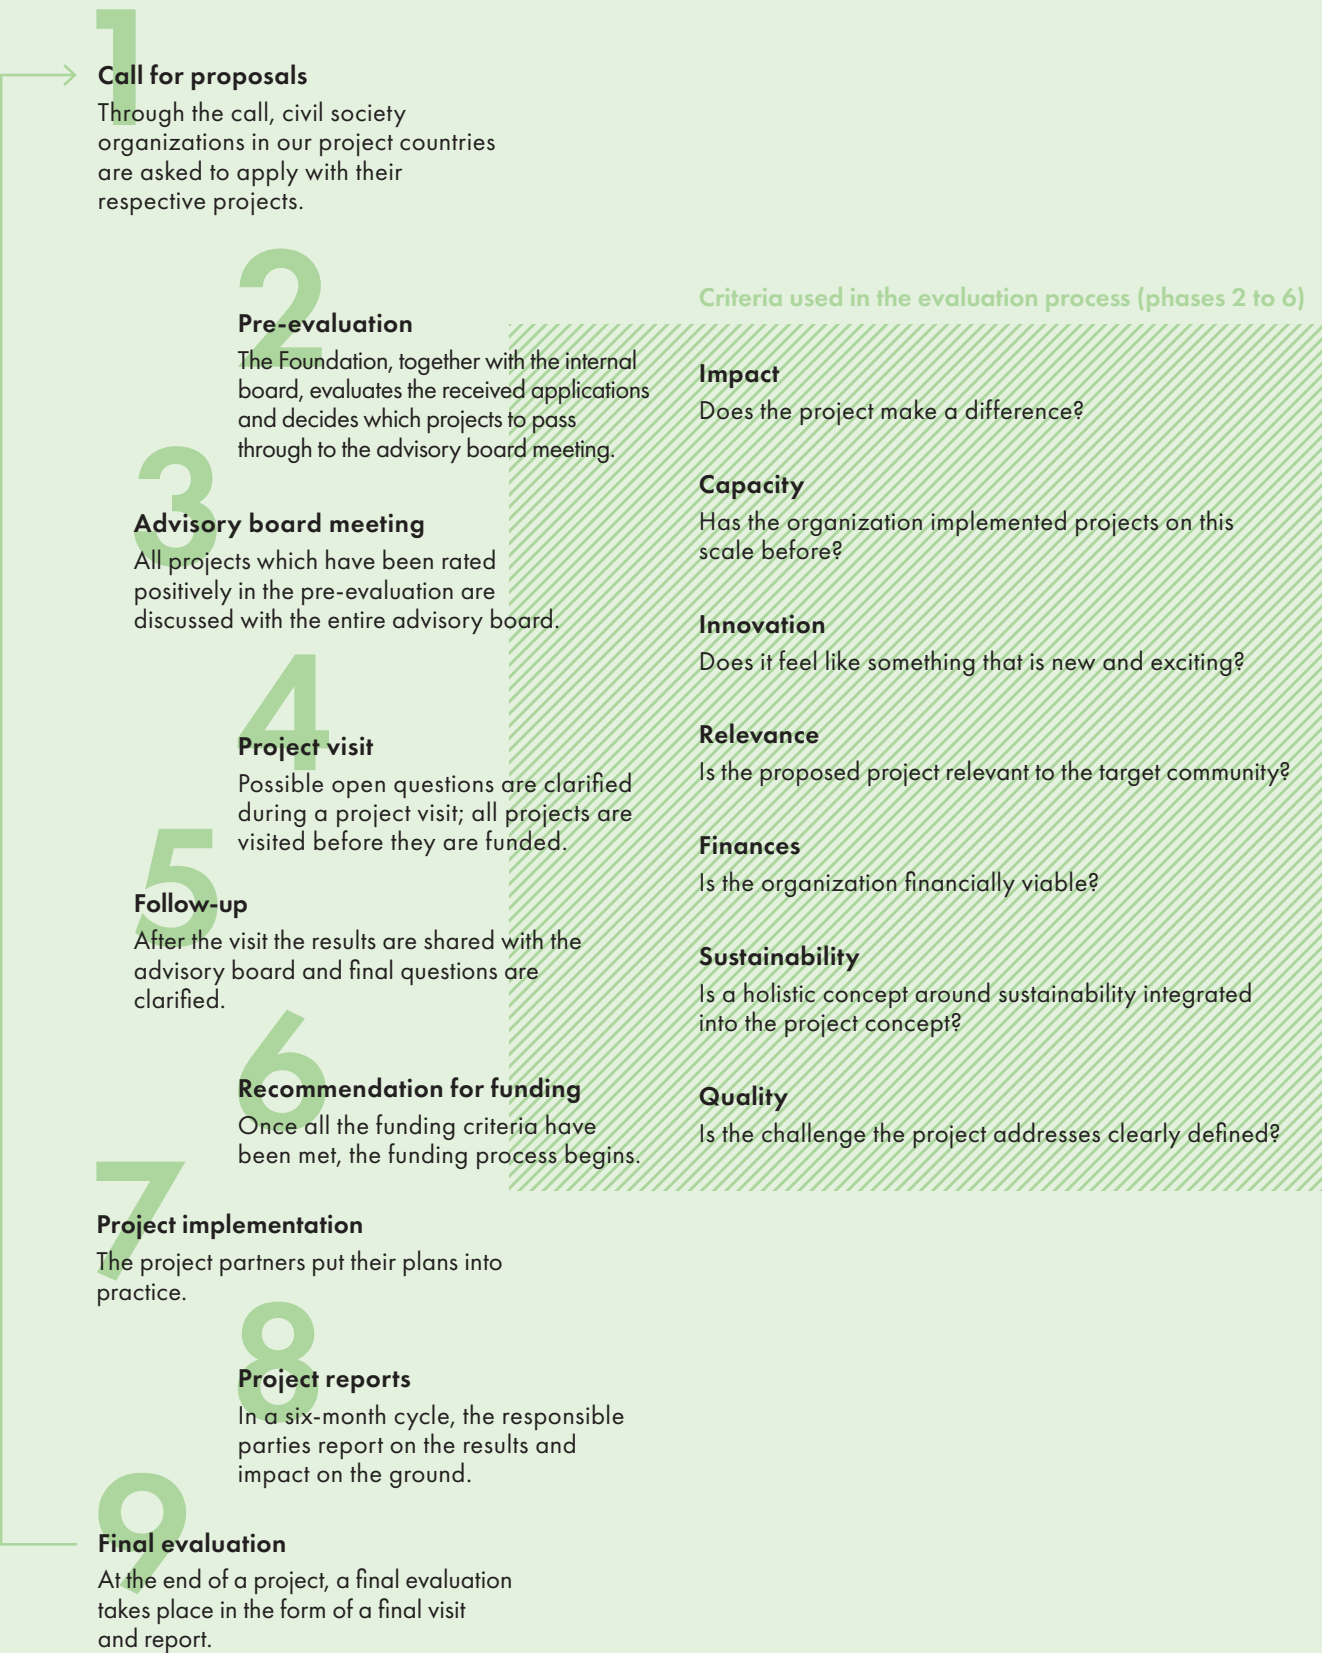 1
Call for proposals
Through the call, civil society
organizations in our project countries
are asked to apply with their
respective projects.
2
Pre-evaluation
The Foundation, together with the internal
board, evaluates the received applications
and decides which projects to pass
through to the advisory board meeting.
3
Advisory board meeting
All projects which have been rated
positively in the pre-evaluation are
discussed with the entire advisory board.
4
Project visit
Possible open questions are clarified
during a project visit; all projects are
visited before they are funded.
5
Follow-up
After the visit the results are shared with the
advisory board and final questions are
clarified.
6
Recommendation for funding
Once all the funding criteria have
been met, the funding process begins.
7
Project implementation
The project partners put their plans into
practice.
8
Project reports
In a six-month cycle, the responsible
parties report on the results and
impact on the ground.
9
Final evaluation
At the end of a project, a final evaluation
takes place in the form of a final visit
and report.
Criteria used in the evaluation process (phases 2 to 6)
Impact
Does the project make a difference?
Capacity
Has the organization implemented projects on this
scale before?
Innovation
Does it feel like something that is new and exciting?
Relevance
Is the proposed project relevant to the target community?
Finances
Is the organization financially viable?
Sustainability
Is a holistic concept around sustainability integrated
into the project concept?
Quality
Is the challenge the project addresses clearly defined?